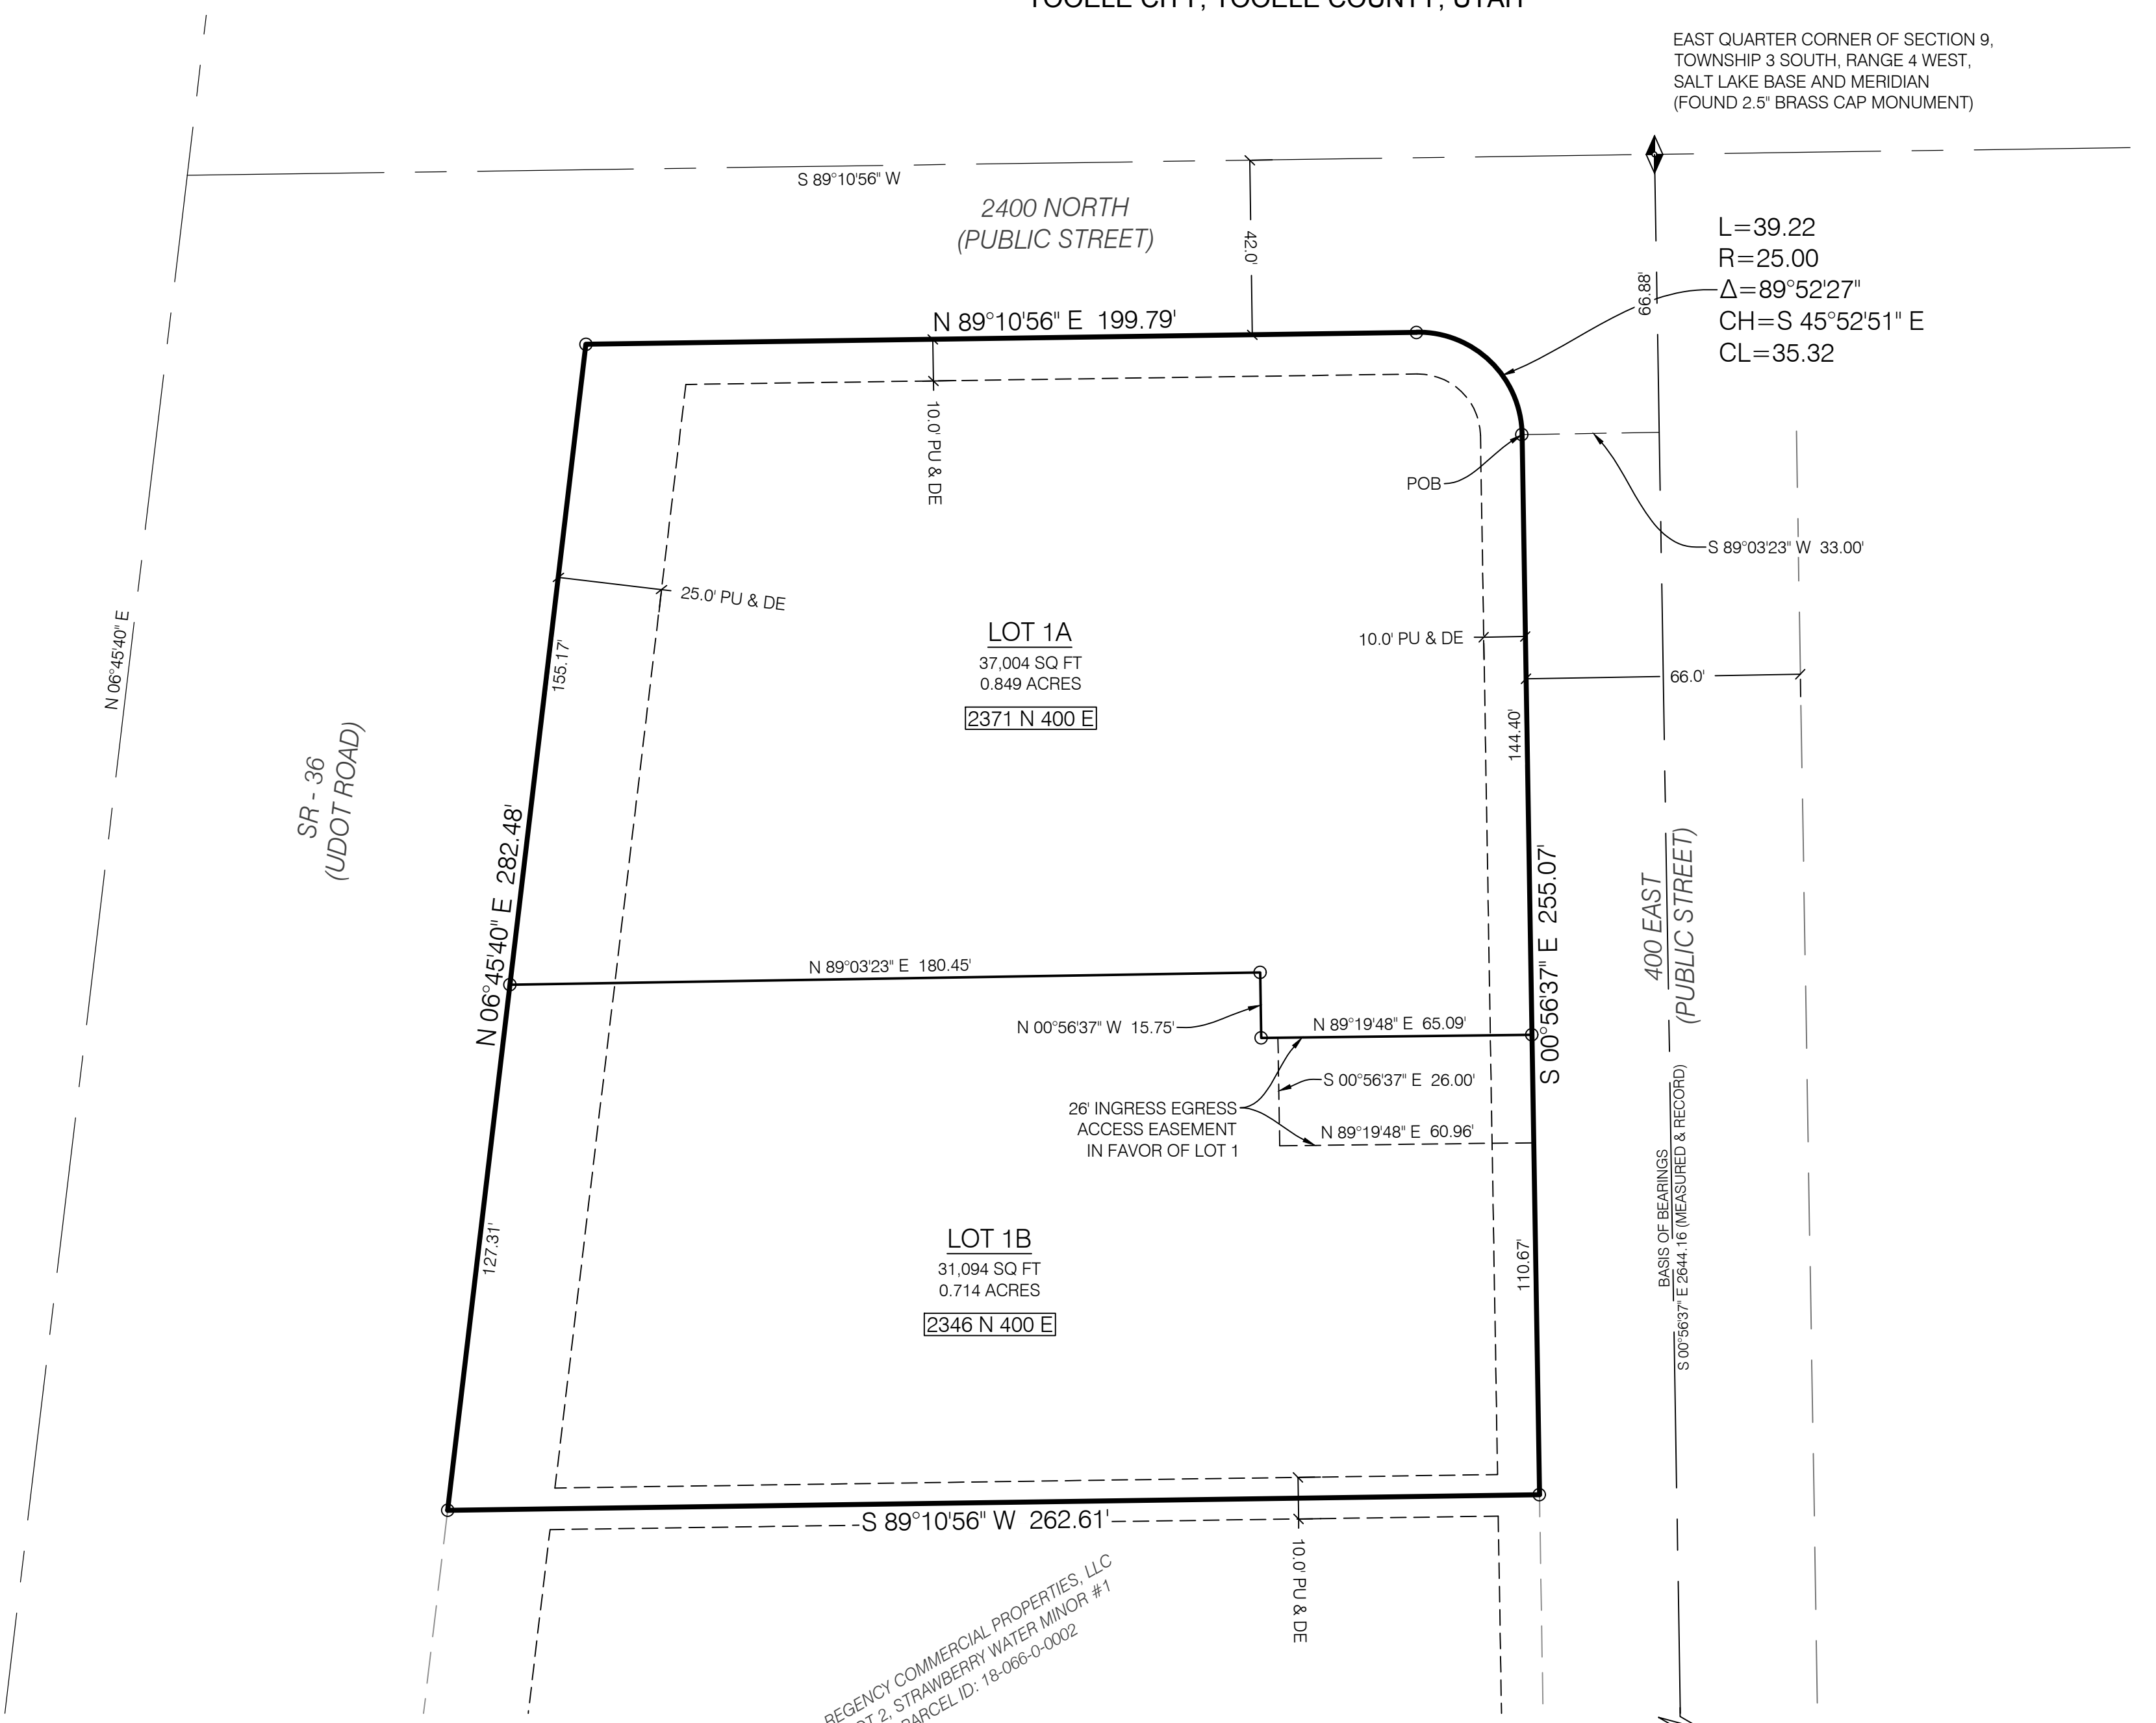 TOOELE CITY, TOOELE COUNTY, UTAH
EAST QUARTER CORNER OF SECTION 9,
TOWNSHIP 3 SOUTH, RANGE 4 WEST,
SALT LAKE BASE AND MERIDIAN
(FOUND 2.5" BRASS CAP MONUMENT)
S 89°10'56" W
2400 NORTH
(PUBLIC STREET)
42.0'
66.88'
L=39.22
R=25.00
Δ=89°52'27"
CH=S 45°52'51" E
CL=35.32
N 89°10'56" E 199.79'
10.0' PU & DE
POB
S 89°03'23" W 33.00'
25.0' PU & DE
N 06°45'40" E
155.17'
LOT 1A
37,004 SQ FT
0.849 ACRES
2371 N 400 E
10.0' PU & DE
66.0'
144.40'
SR - 36
(UDOT ROAD)
N 06°45'40" E 282.48'
S 00°56'37" E 255.07'
400 EAST
(PUBLIC STREET)
N 89°03'23" E 180.45'
N 00°56'37" W 15.75'
N 89°19'48" E 65.09'
S 00°56'37" E 26.00'
26' INGRESS EGRESS
ACCESS EASEMENT
IN FAVOR OF LOT 1
N 89°19'48" E 60.96'
BASIS OF BEARINGS
S 00°56'37" E 2644.16 (MEASURED & RECORD)
127.31'
LOT 1B
31,094 SQ FT
0.714 ACRES
2346 N 400 E
110.67'
S 89°10'56" W 262.61'
10.0' PU & DE
REGENCY COMMERCIAL PROPERTIES, LLC
2, STRAWBERRY WATER MINOR #1
PARCEL ID: 18-066-0-0002